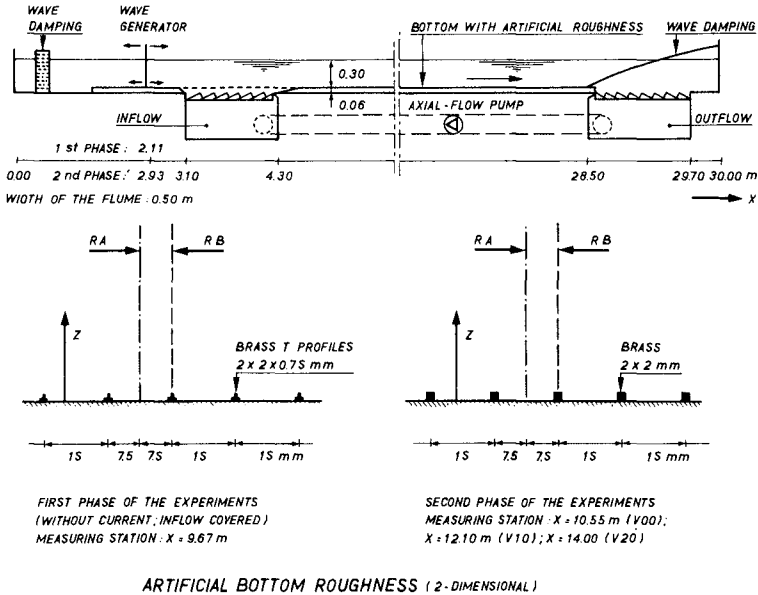 WAVE
DAMPING
WAVE
GENERATOR
BOTTOM WITH ARTIFICIAL ROUGHNESS
WAVE DAMPING
0.30
0.06
AXIAL-FLOW PUMP
INFLOW
OUTFLOW
1 st PHASE: 2.11
0.00 2 nd PHASE: 2.93 3.10 4.30 28.50 29.70 30.00 m
WIDTH OF THE FLUME: 0.50 m
X
RA RB
RA RB
Z
Z
BRASS T PROFILES
2 x 2 x 0.75 mm
BRASS
2 x 2 mm
15 7.5 7.5 15 15 mm
15 7.5 7.5 15 15 mm
FIRST PHASE OF THE EXPERIMENTS
(WITHOUT CURRENT; INFLOW COVERED)
MEASURING STATION: X = 9.67 m
SECOND PHASE OF THE EXPERIMENTS
MEASURING STATION: X = 10.55 m (V00);
X = 12.10 m (V10); X = 14.00 (V20)
ARTIFICIAL BOTTOM ROUGHNESS (2-DIMENSIONAL)